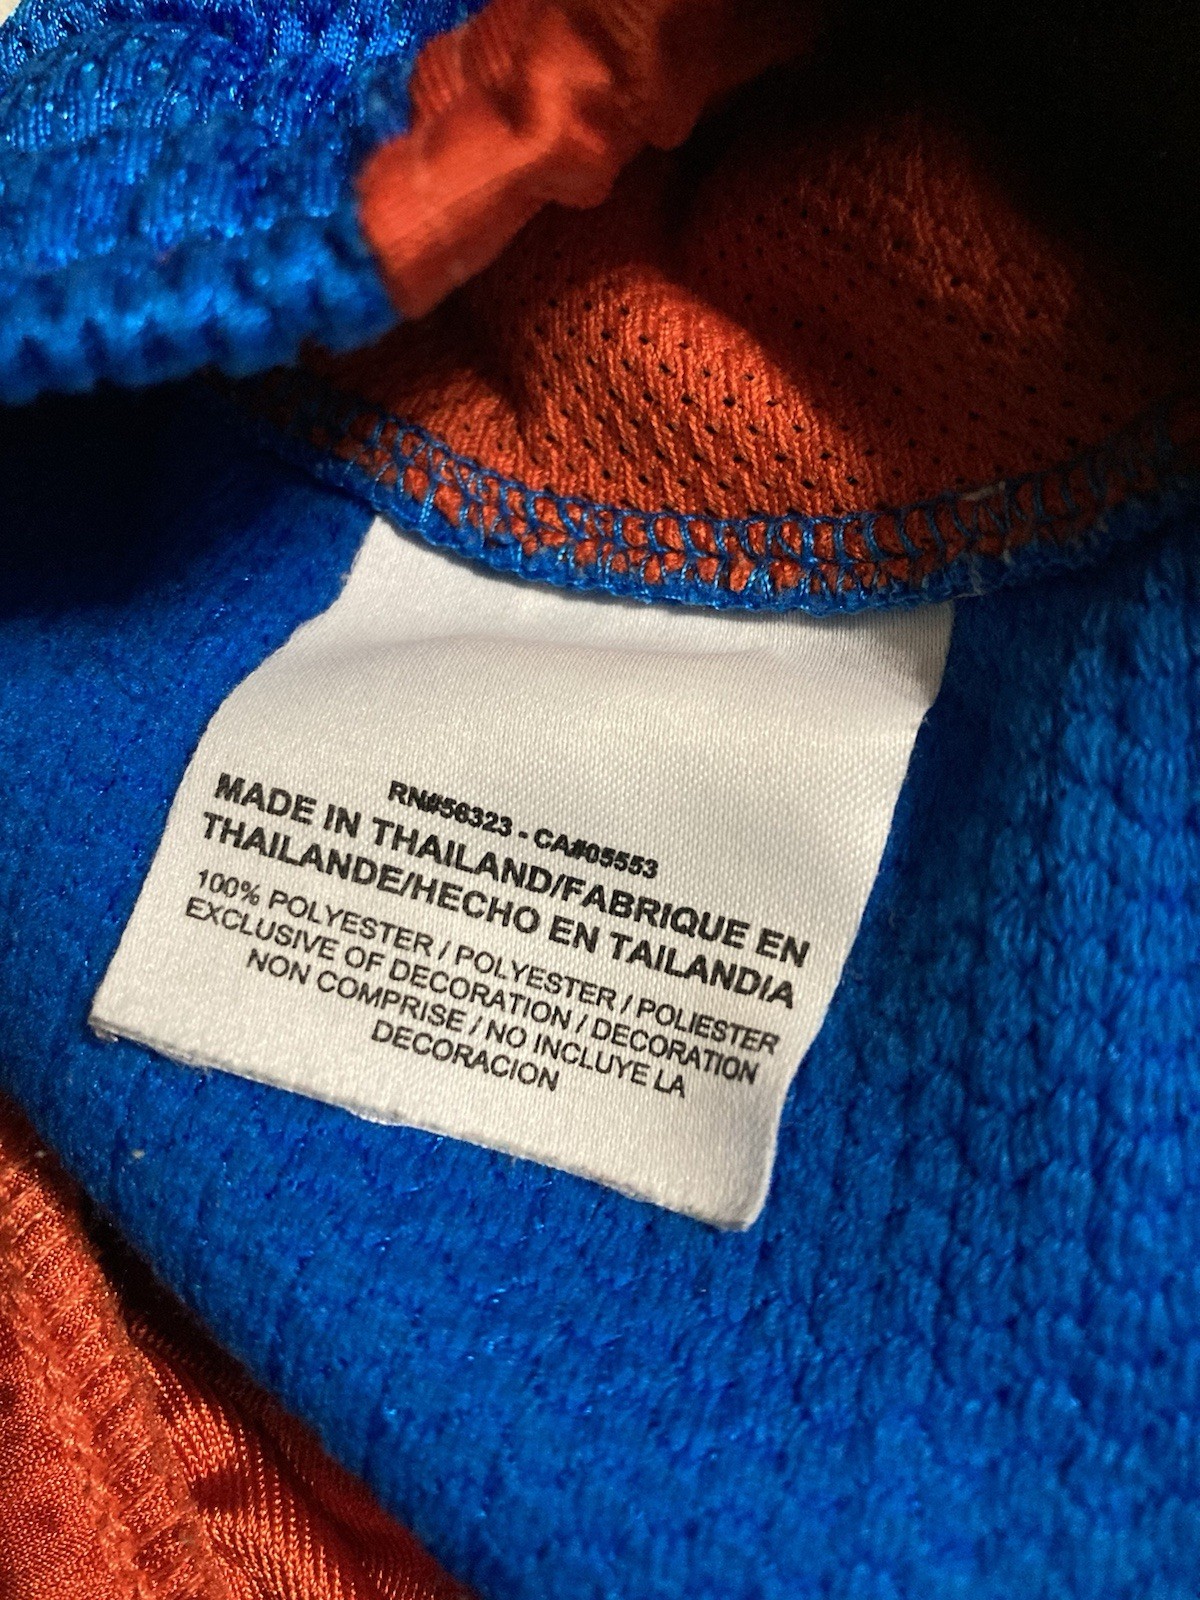 RN#56323 - CA#05553
MADE IN THAILAND/FABRIQUE EN
THAILANDE/HECHO EN TAILANDIA
100% POLYESTER / POLYESTER / POLIESTER
EXCLUSIVE OF DECORATION / DECORATION
NON COMPRISE / NO INCLUYE LA
DECORACION